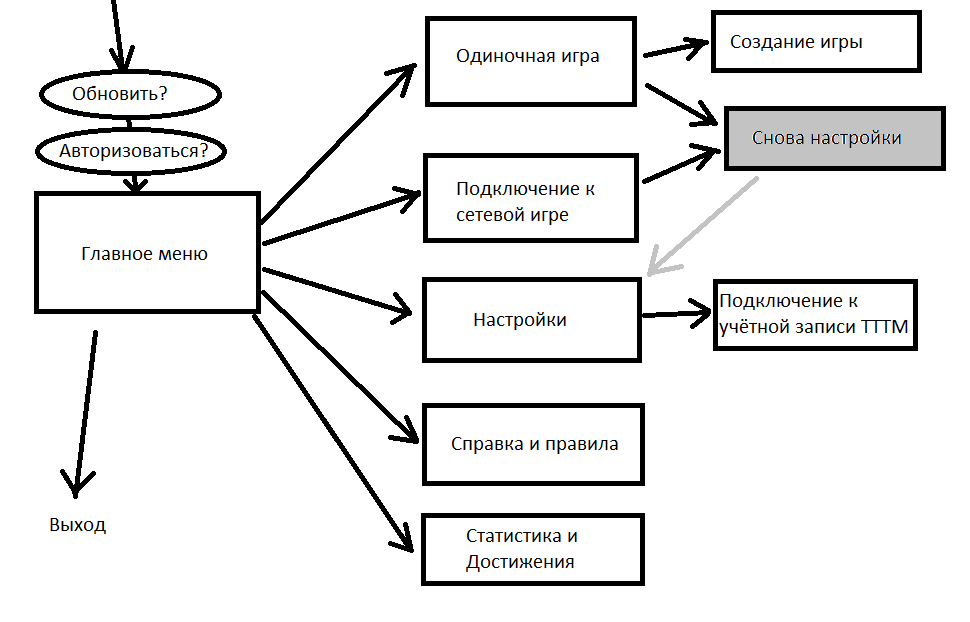 Обновить?
Авторизоваться?
Главное меню
Выход
Одиночная игра
Подключение к
сетевой игре
Настройки
Справка и правила
Статистика и
Достижения
Создание игры
Снова настройки
Подключение к
учётной записи ТТТМ